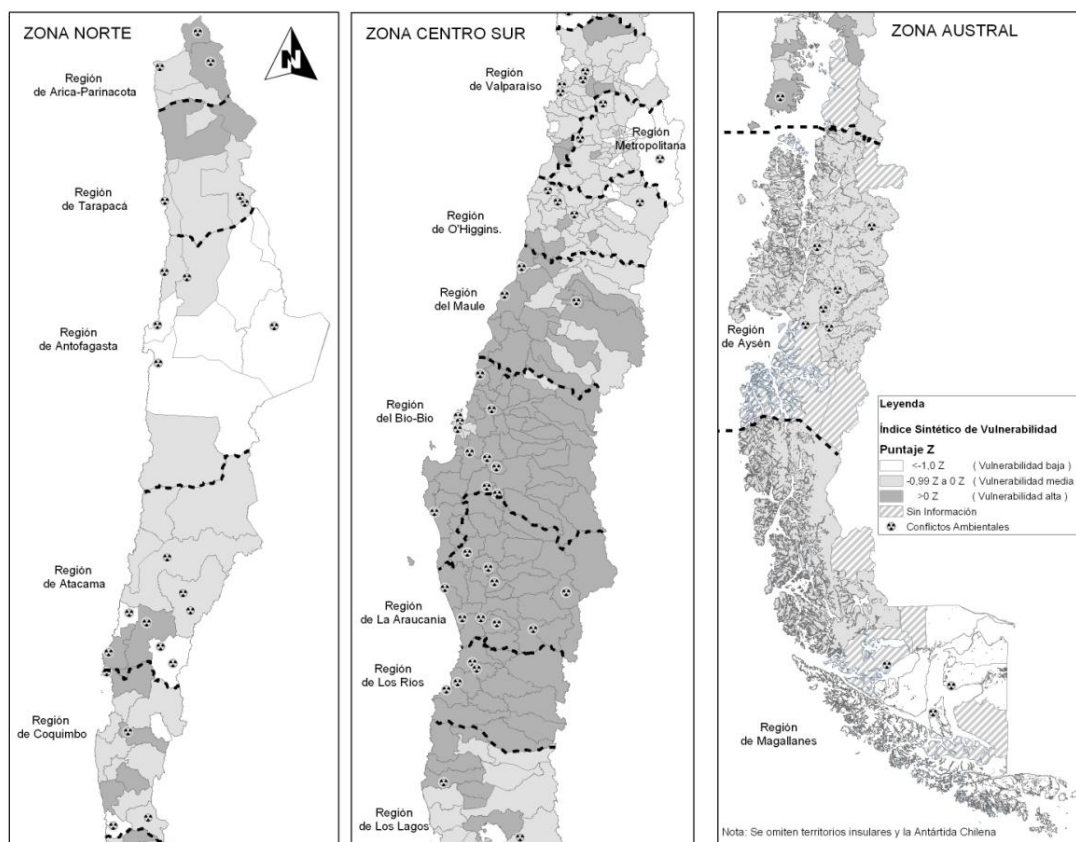 ZONA NORTE
N
Región
de Arica-Parinacota
Región
de Tarapacá
Región
de Antofagasta
Región
de Atacama
Región
de Coquimbo
ZONA CENTRO SUR
Región
de Valparaíso
Región
Metropolitana
Región
de O'Higgins.
Región
del Maule
Región
del Bio-Bio
Región
de La Araucanía
Región
de Los Ríos
Región
de Los Lagos
ZONA AUSTRAL
Región
de Aysén
Leyenda
Índice Sintético de Vulnerabilidad
Puntaje Z
<-1,0 Z ( Vulnerabilidad baja )
-0,99 Z a 0 Z ( Vulnerabilidad media )
>0 Z ( Vulnerabilidad alta )
Sin Información
Conflictos Ambientales
Región
de Magallanes
Nota: Se omiten territorios insulares y la Antártida Chilena